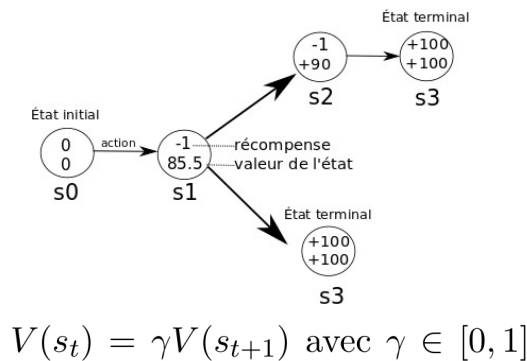 État terminal
-1
+90
s2
+100
+100
s3
État initial
0
0
s0
action
-1
85.5
s1
récompense
valeur de l'état
État terminal
+100
+100
s3
V(s_t) = γV(s_{t+1}) avec γ ∈ [0, 1]